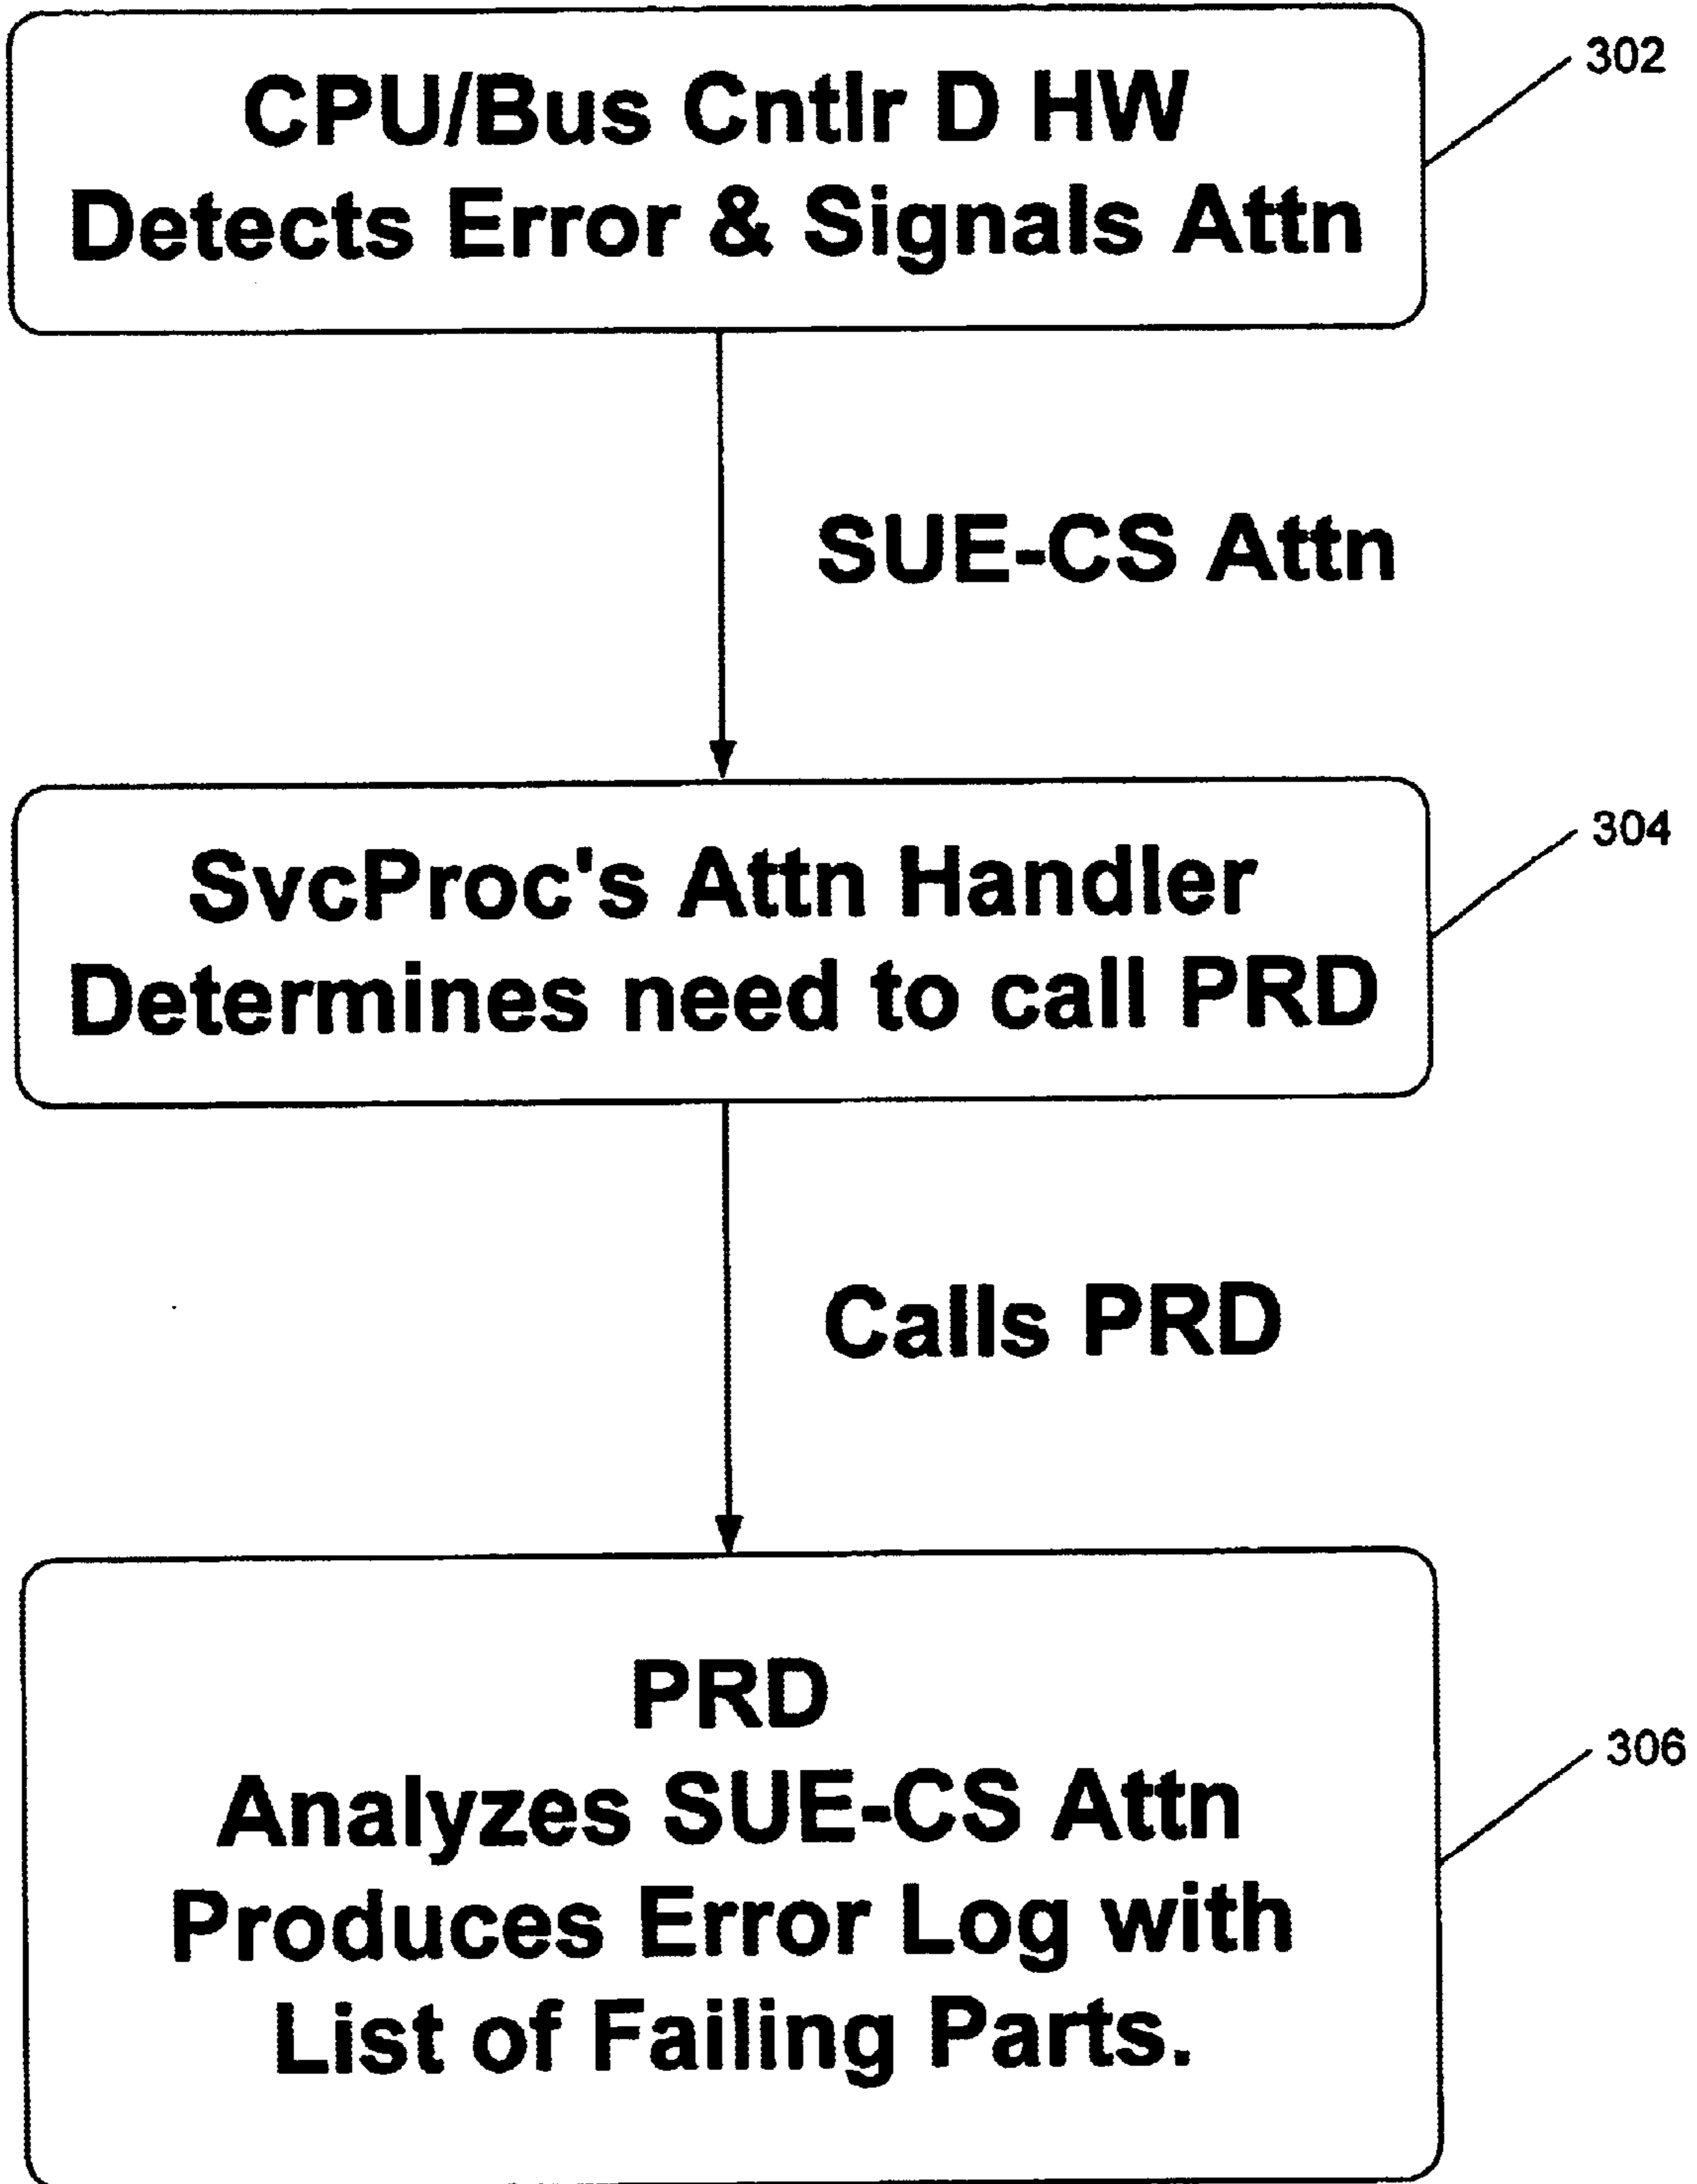 CPU/Bus Cntlr D HW
Detects Error & Signals Attn
302
SUE-CS Attn
SvcProc's Attn Handler
Determines need to call PRD
304
Calls PRD
PRD
Analyzes SUE-CS Attn
Produces Error Log with
List of Failing Parts.
306